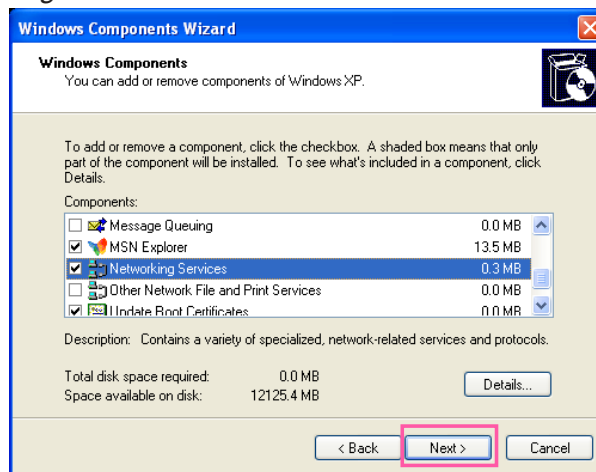 Windows Components Wizard
Windows Components
You can add or remove components of Windows XP.
To add or remove a component, click the checkbox. A shaded box means that only
part of the component will be installed. To see what's included in a component, click
Details.
Components:
Message Queuing 0.0 MB
MSN Explorer 13.5 MB
Networking Services 0.3 MB
Other Network File and Print Services 0.0 MB
Update Root Certificates 0.0 MB
Description: Contains a variety of specialized, network-related services and protocols.
Total disk space required: 0.0 MB
Space available on disk: 12125.4 MB
Details...
< Back Next > Cancel